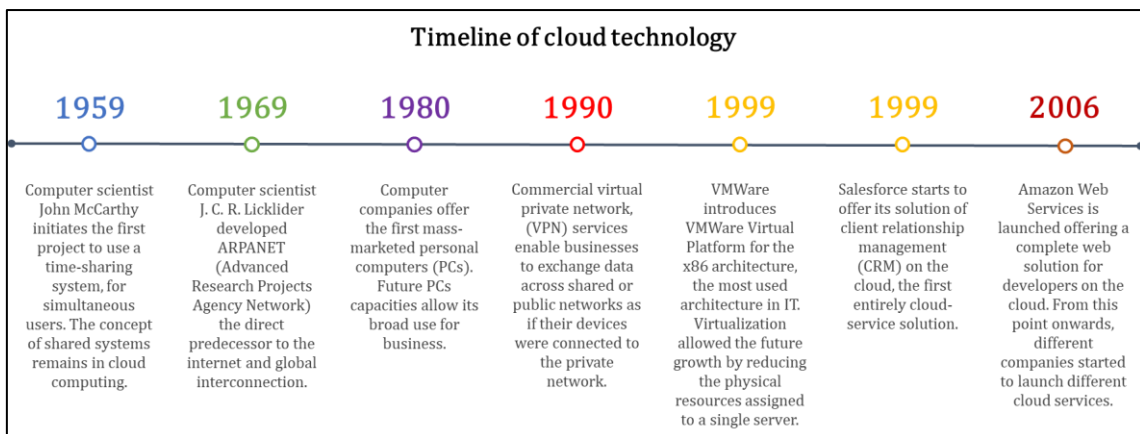 Timeline of cloud technology
1959
Computer scientist
John McCarthy
initiates the first
project to use a
time-sharing
system, for
simultaneous
users. The concept
of shared systems
remains in cloud
computing.
1969
Computer scientist
J. C. R. Licklider
developed
ARPANET
(Advanced
Research Projects
Agency Network)
the direct
predecessor to the
internet and global
interconnection.
1980
Computer
companies offer
the first mass-
marketed personal
computers (PCs).
Future PCs
capacities allow its
broad use for
business.
1990
Commercial virtual
private network,
(VPN) services
enable businesses
to exchange data
across shared or
public networks as
if their devices
were connected to
the private
network.
1999
VMWare
introduces
VMWare Virtual
Platform for the
x86 architecture,
the most used
architecture in IT.
Virtualization
allowed the future
growth by reducing
the physical
resources assigned
to a single server.
1999
Salesforce starts to
offer its solution of
client relationship
management
(CRM) on the
cloud, the first
entirely cloud-
service solution.
2006
Amazon Web
Services is
launched offering a
complete web
solution for
developers on the
cloud. From this
point onwards,
different
companies started
to launch different
cloud services.